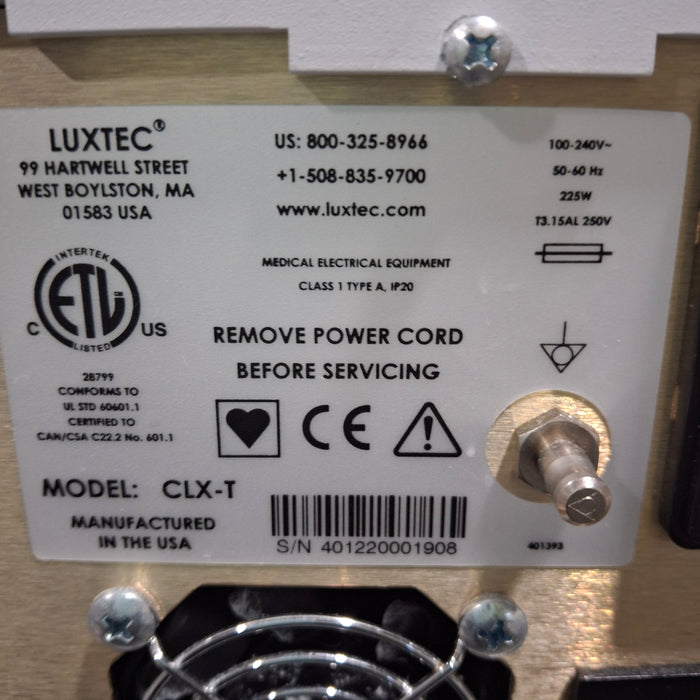 LUXTEC®
99 HARTWELL STREET
WEST BOYLSTON, MA
01583 USA
US: 800-325-8966
+1-508-835-9700
www.luxtec.com
100-240V~
50-60 Hz
225W
T3.15AL 250V
MEDICAL ELECTRICAL EQUIPMENT
CLASS 1 TYPE A, IP20
INTERTEK
ETL CM
C US
LISTED
28799
CONFORMS TO
UL STD 60601.1
CERTIFIED TO
CAN/CSA C22.2 No. 601.1
REMOVE POWER CORD
BEFORE SERVICING
CE
MODEL: CLX-T
MANUFACTURED
IN THE USA
S/N 401220001908
401393